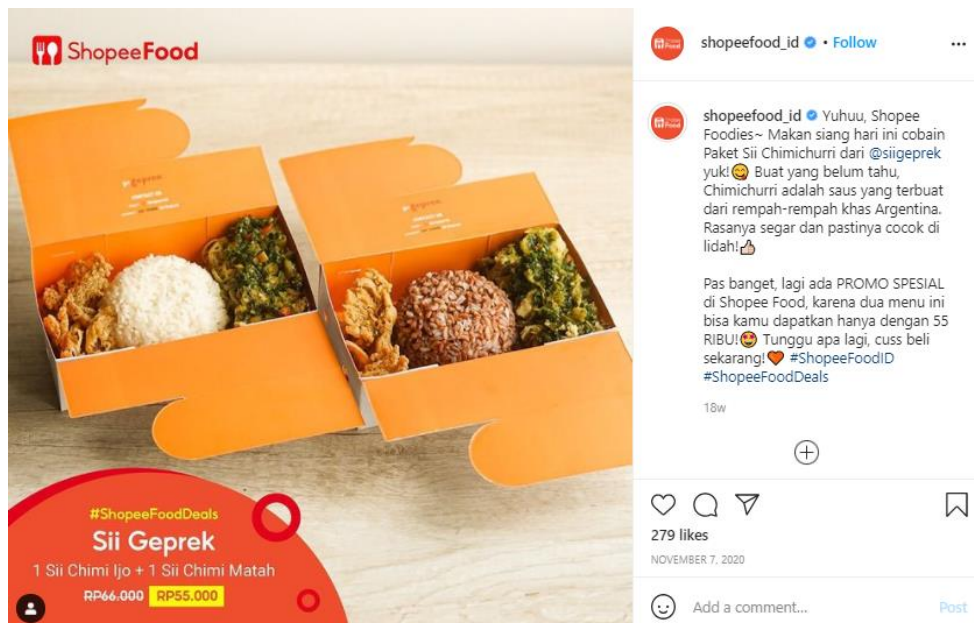 ShopeeFood
#ShopeeFoodDeals
Sii Geprek
1 Sii Chimi Ijo + 1 Sii Chimi Matah
RP66.000 RP55.000
shopeefood_id • Follow
shopeefood_id Yuhuu, Shopee
Foodies~ Makan siang hari ini cobain
Paket Sii Chimichurri dari @siigeprek
yuk!😋 Buat yang belum tahu,
Chimichurri adalah saus yang terbuat
dari rempah-rempah khas Argentina.
Rasanya segar dan pastinya cocok di
lidah!👍🏻
Pas banget, lagi ada PROMO SPESIAL
di Shopee Food, karena dua menu ini
bisa kamu dapatkan hanya dengan 55
RIBU!🤩 Tunggu apa lagi, cuss beli
sekarang!🧡 #ShopeeFoodID
#ShopeeFoodDeals
18w
279 likes
NOVEMBER 7, 2020
Add a comment...
Post